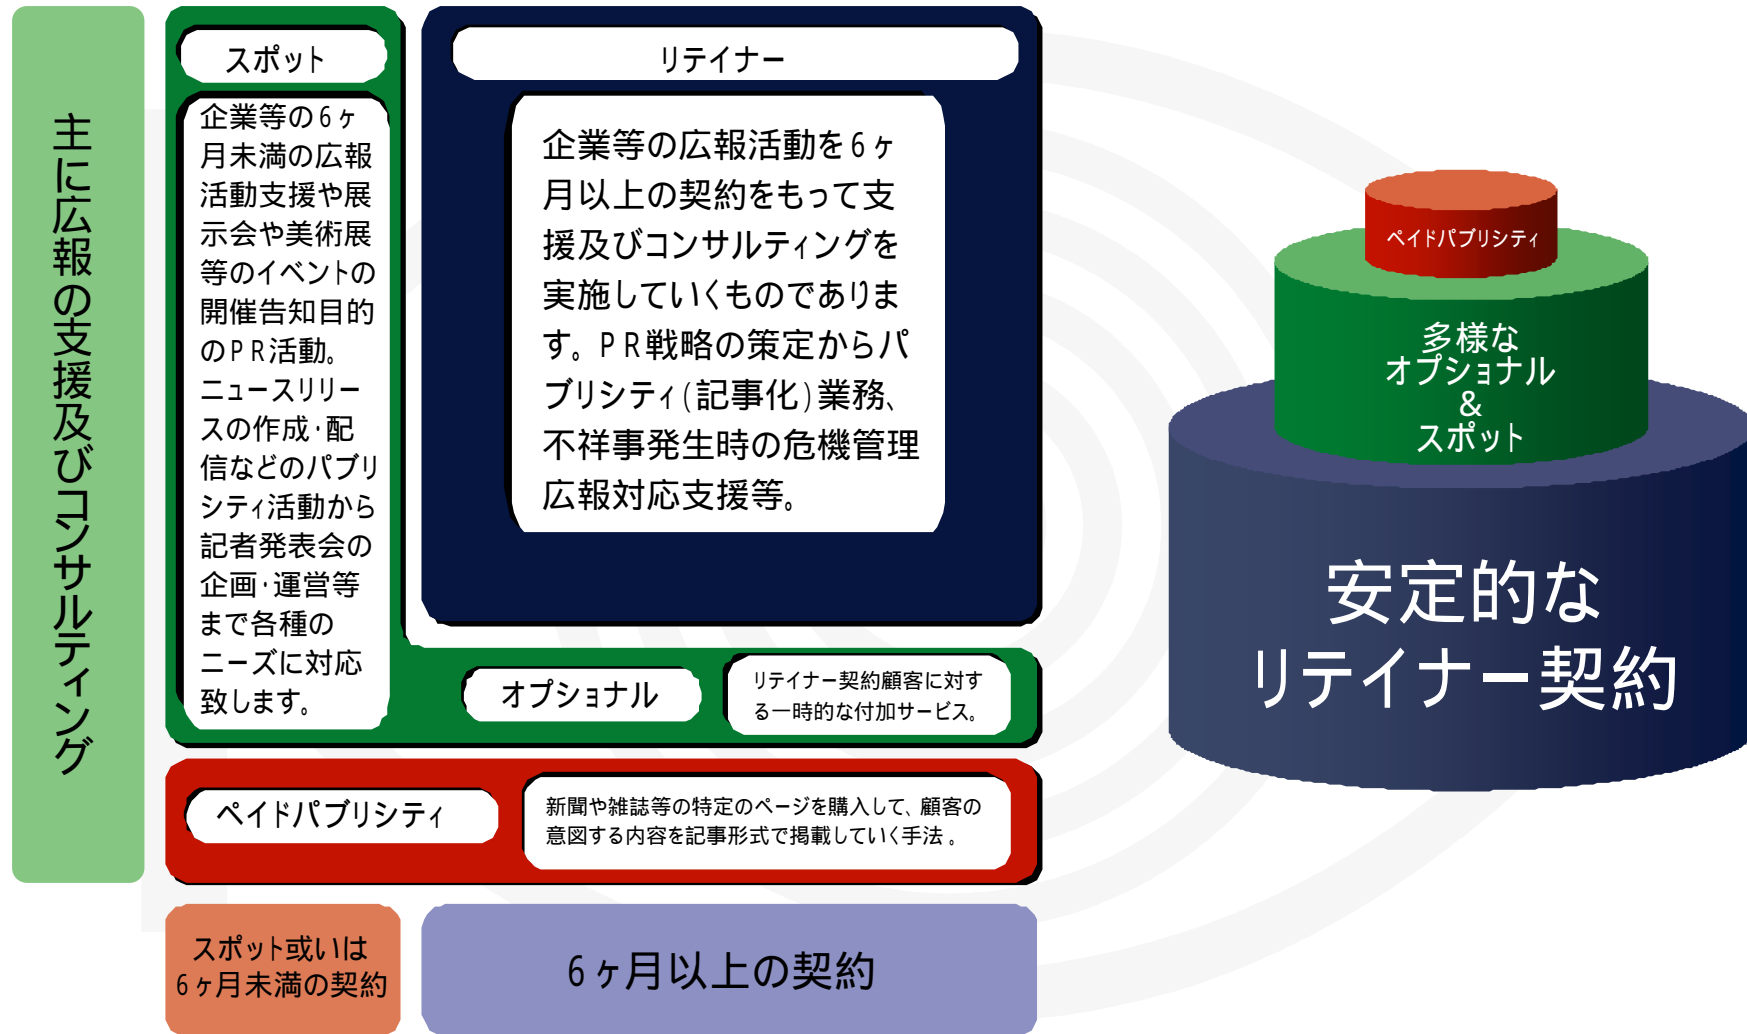 主に広報の支援及びコンサルティング
スポット
企業等の6ヶ
月未満の広報
活動支援や展
示会や美術展
等のイベントの
開催告知目的
のPR活動。
ニュースリリー
スの作成・配
信などのパブリ
シティ活動から
記者発表会の
企画・運営等
まで各種の
ニーズに対応
致します。
リテイナー
企業等の広報活動を6ヶ
月以上の契約をもって支
援及びコンサルティングを
実施していくものでありま
す。PR戦略の策定からパ
ブリシティ(記事化)業務、
不祥事発生時の危機管理
広報対応支援等。
オプショナル
リテイナー契約顧客に対す
る一時的な付加サービス。
ペイドパブリシティ
新聞や雑誌等の特定のページを購入して、顧客の
意図する内容を記事形式で掲載していく手法。
スポット或いは
6ヶ月未満の契約
6ヶ月以上の契約
ペイドパブリシティ
多様な
オプショナル
&
スポット
安定的な
リテイナー契約